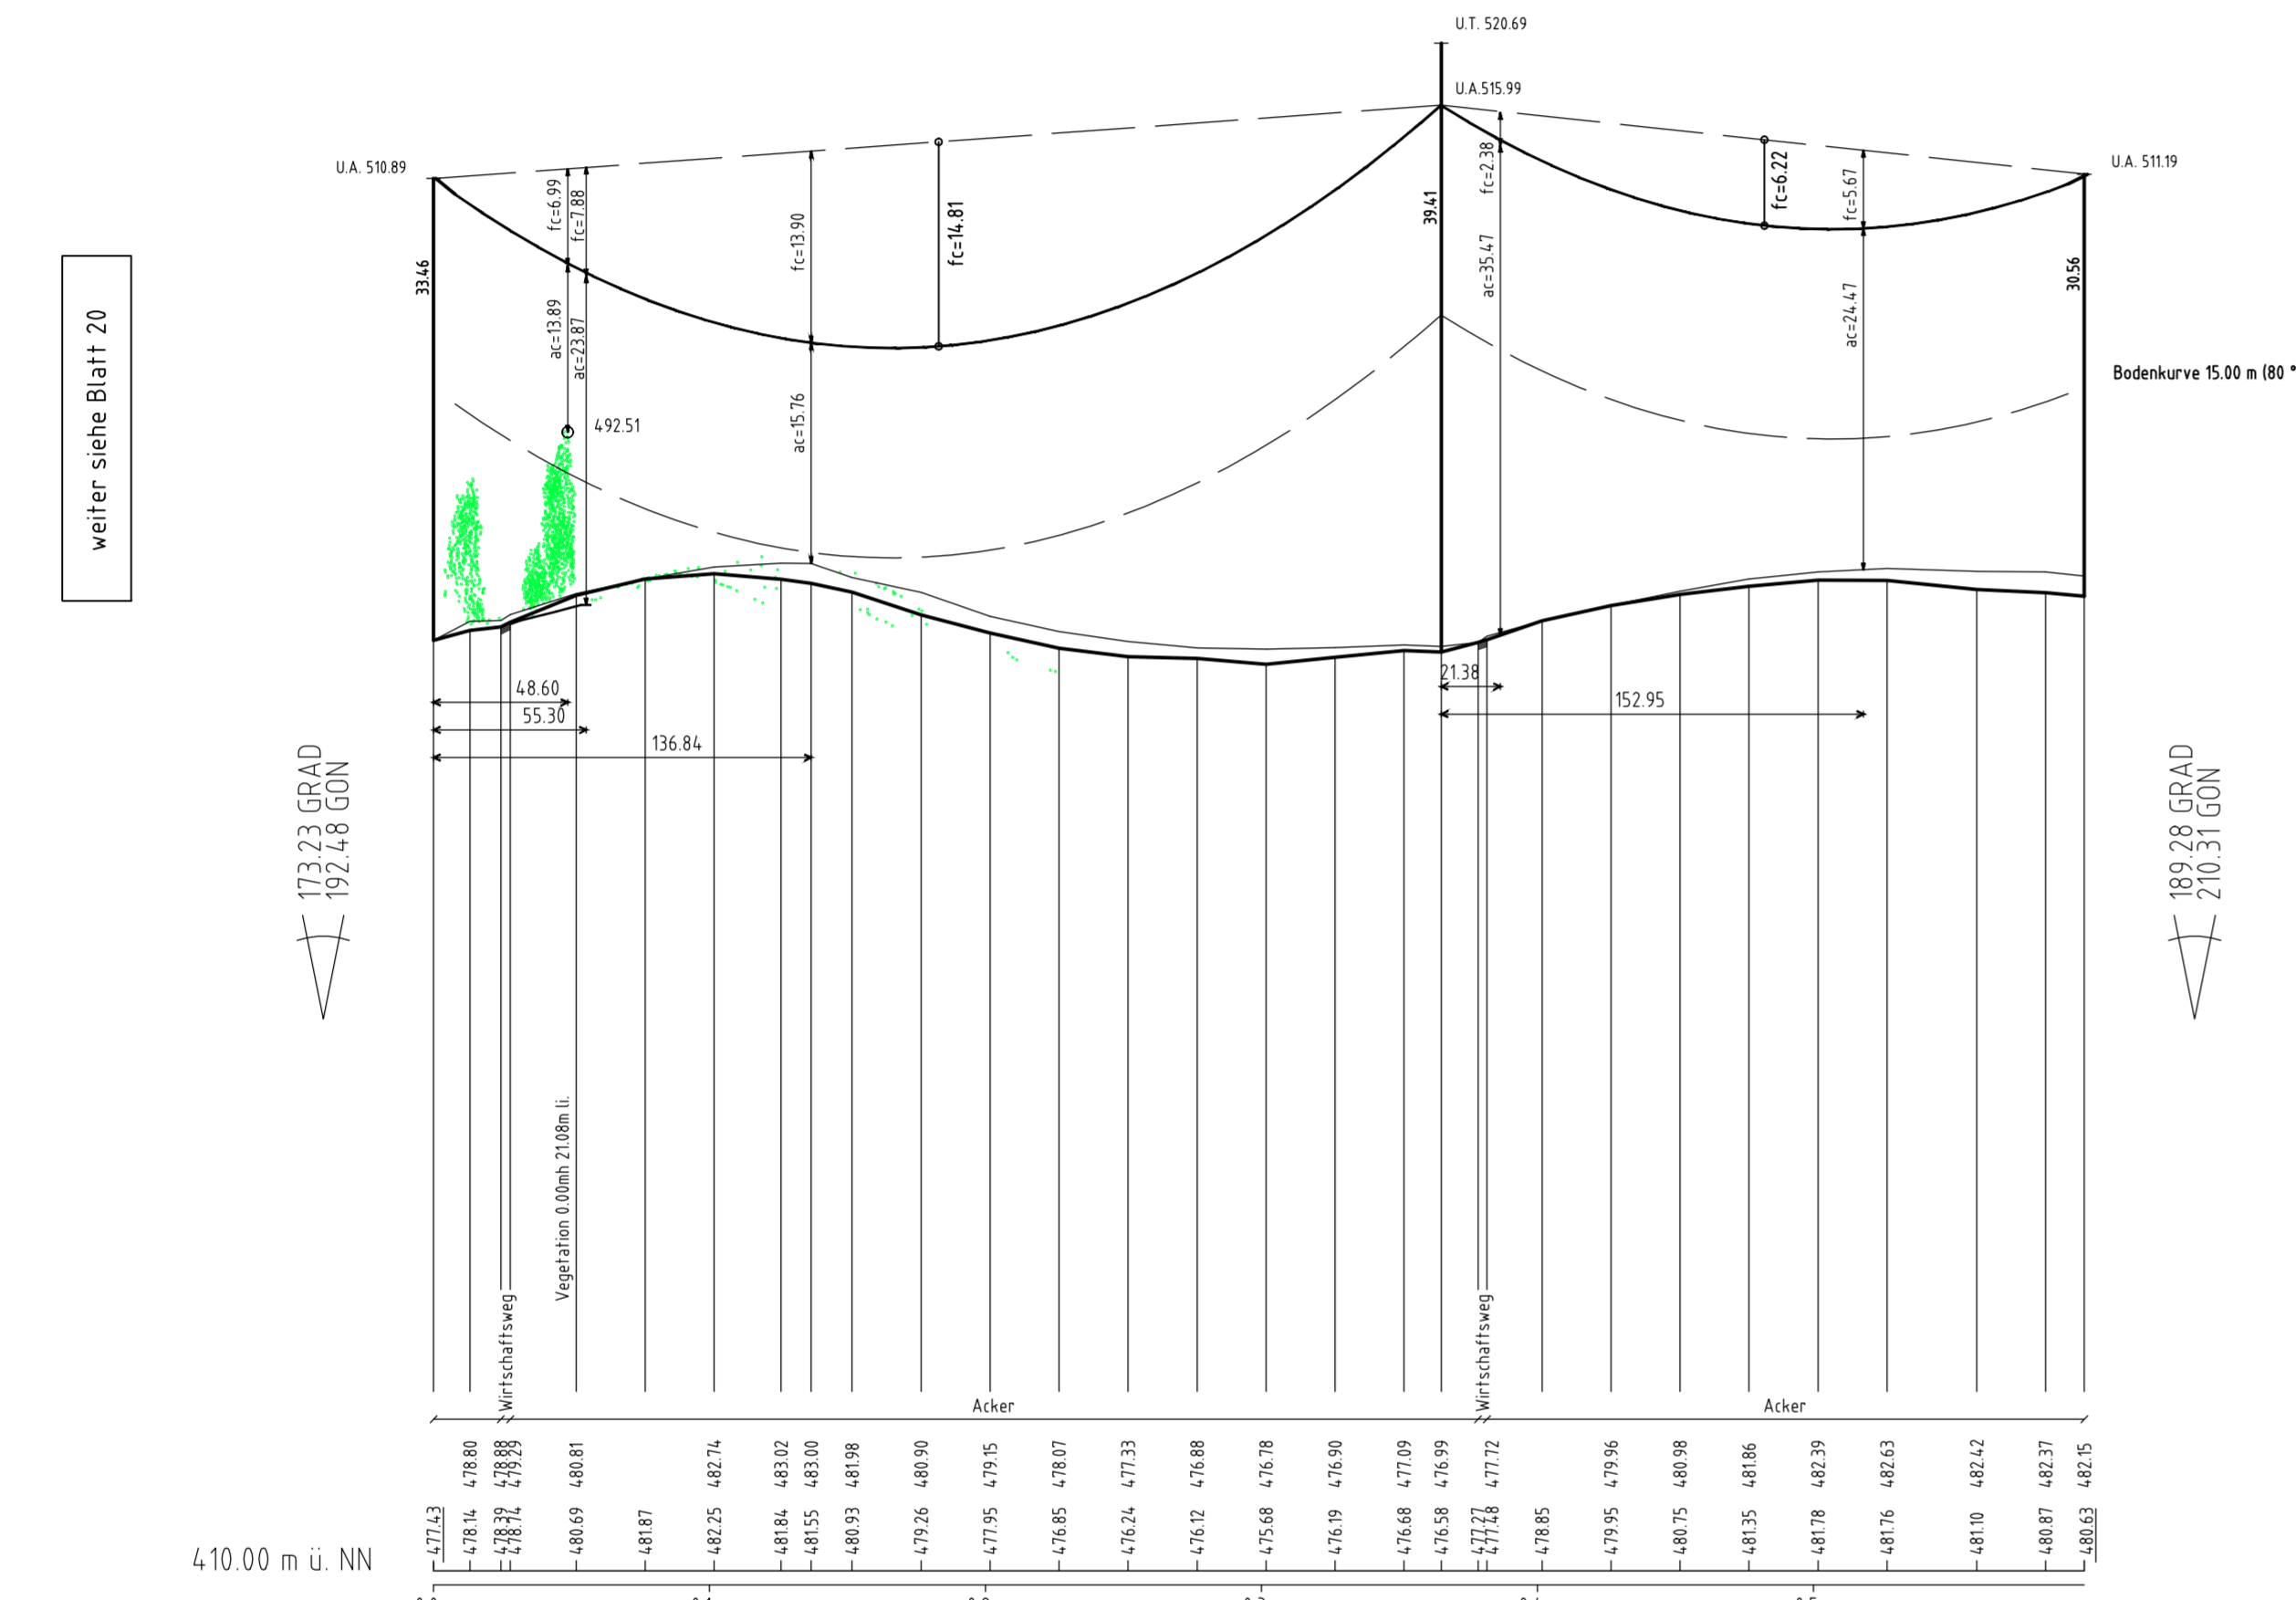 U.T. 520.69
U.A.515.99
U.A. 510.89
U.A. 511.19
33.46
fc=6.99
fc=7.88
ac=13.89
ac=23.87
492.51
fc=13.90
ac=15.76
fc=14.81
39.41
fc=2.38
ac=35.47
fc=6.22
fc=5.67
ac=24.47
30.56
Bodenkurve 15.00 m (80 °
weiter siehe Blatt 20
48.60
55.30
136.84
21.38
152.95
173.23 GRAD
192.48 GON
189.28 GRAD
210.31 GON
Vegetation 0.00mh 21.08m li.
Wirtschaftsweg
Wirtschaftsweg
Acker
Acker
478.80
478.88
479.29
480.81
482.74
483.02
483.00
481.98
480.90
479.15
478.07
477.33
476.88
476.78
476.90
477.09
476.99
477.72
479.96
480.98
481.86
482.39
482.63
482.42
482.37
482.15
477.43
478.14
478.39
478.74
480.69
481.87
482.25
481.84
481.55
480.93
479.26
477.95
476.85
476.24
476.12
475.68
476.19
476.68
476.58
477.27
477.48
478.85
479.95
480.75
481.35
481.78
481.76
481.10
480.87
480.63
410.00 m ü. NN